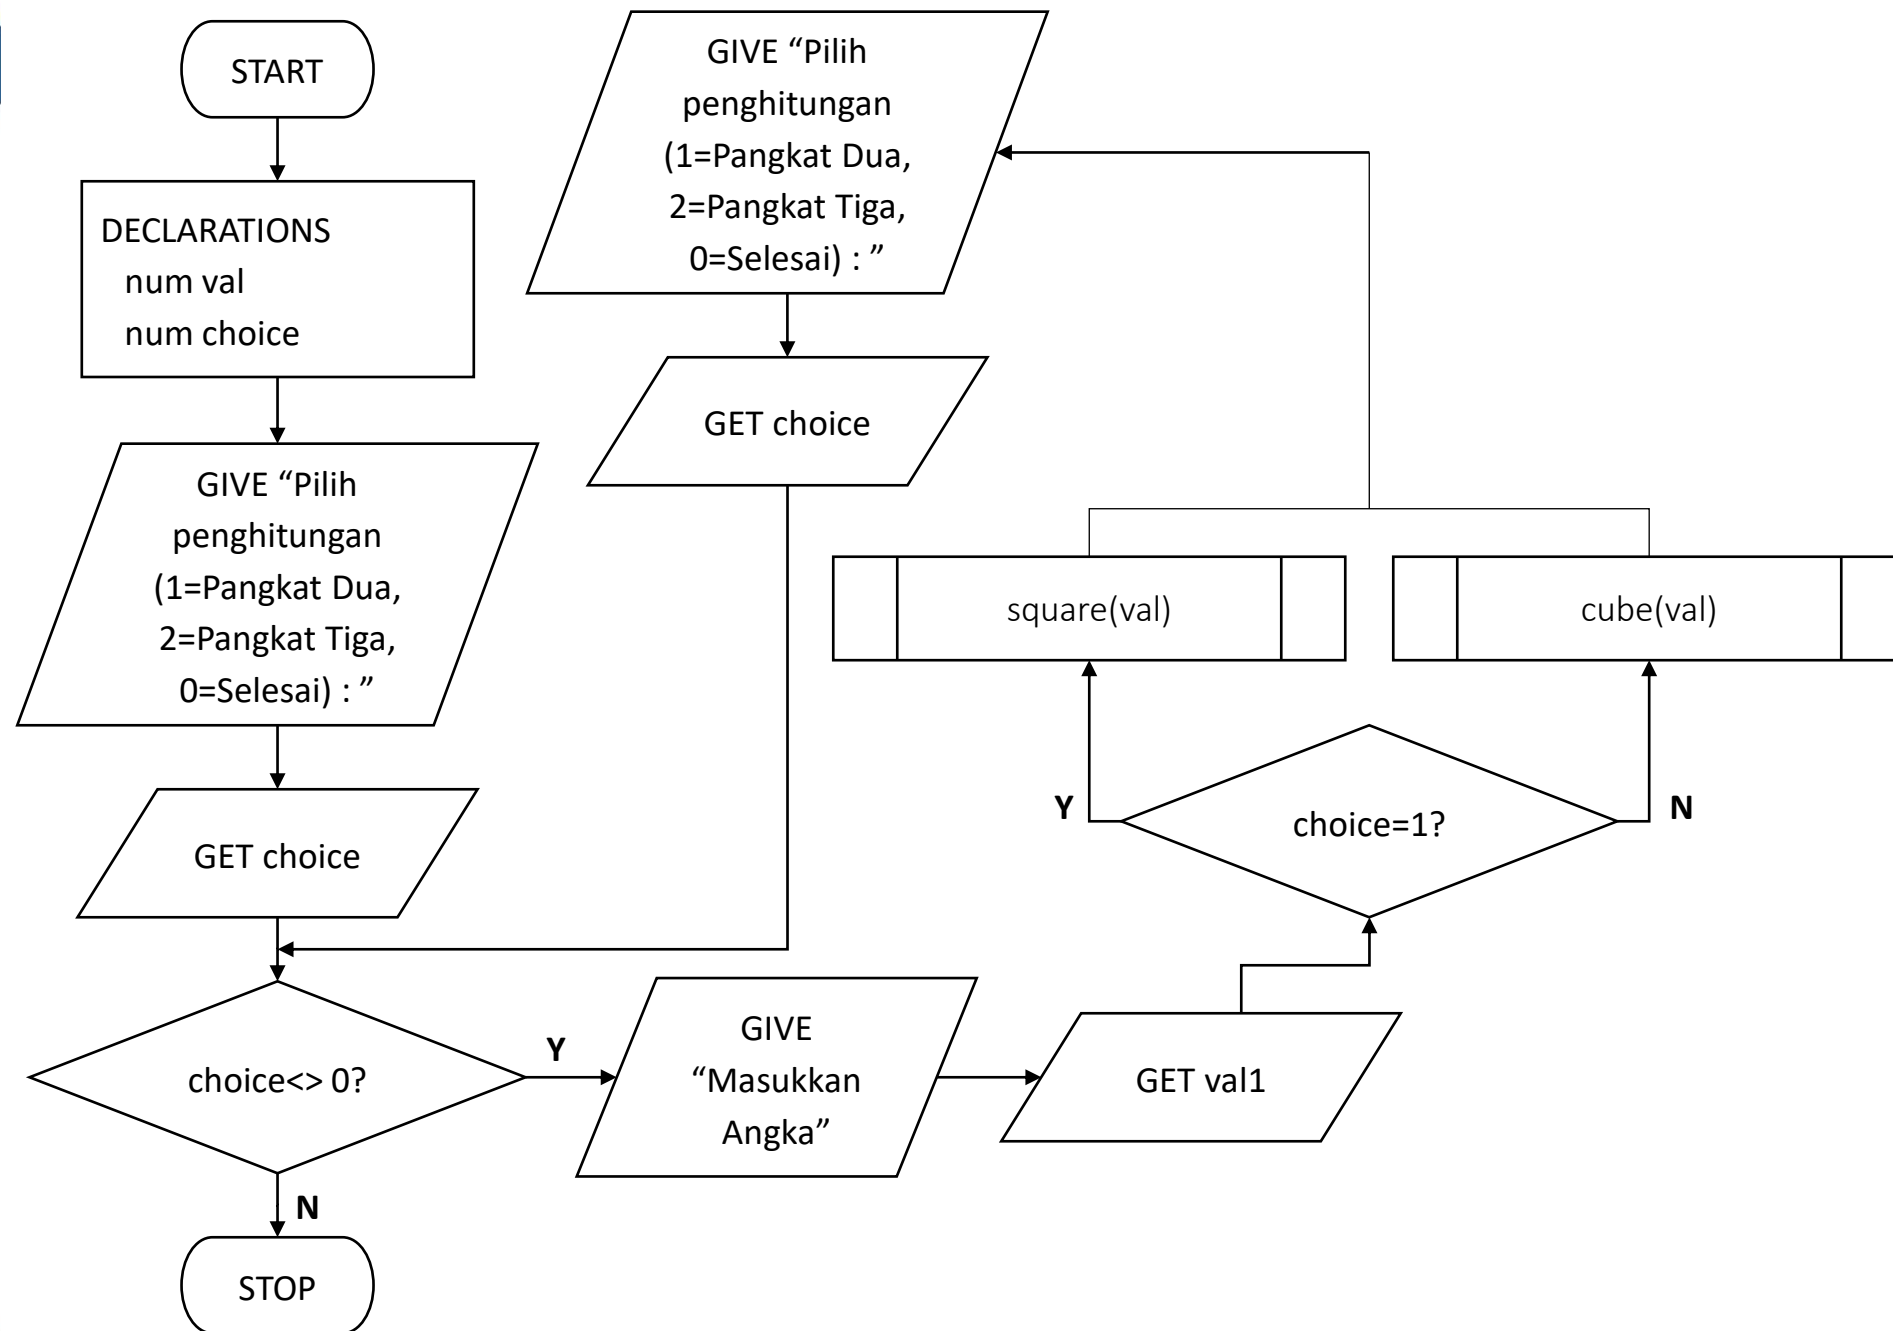 START
DECLARATIONS
num val
num choice
GIVE “Pilih
penghitungan
(1=Pangkat Dua,
2=Pangkat Tiga,
0=Selesai) : ”
GET choice
choice<> 0?
N
STOP
Y
GIVE
“Masukkan
Angka”
GET val1
choice=1?
Y
N
square(val)
cube(val)
GIVE “Pilih
penghitungan
(1=Pangkat Dua,
2=Pangkat Tiga,
0=Selesai) : ”
GET choice